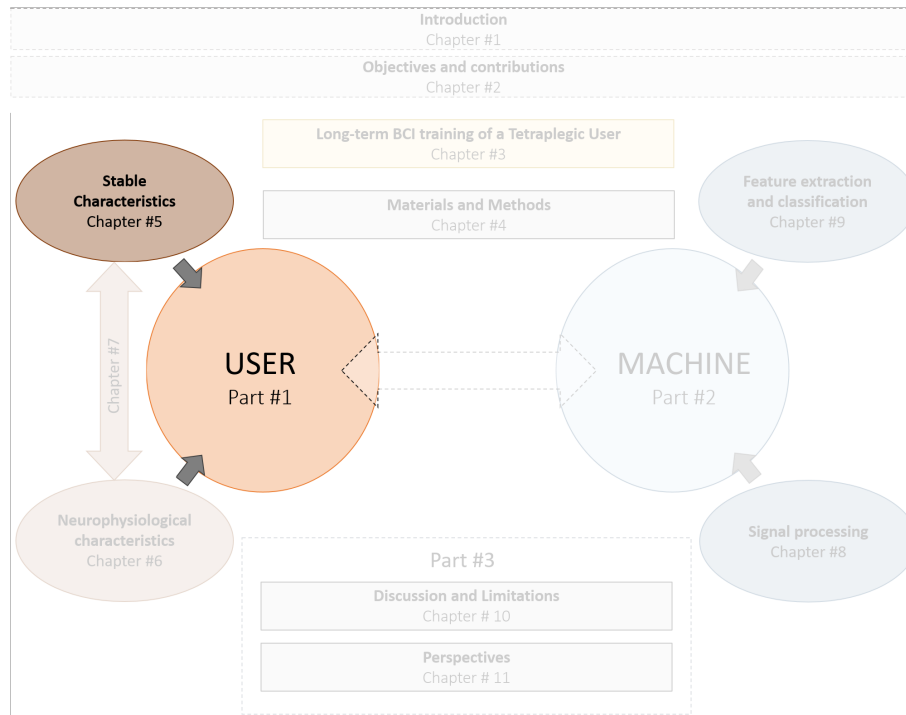 Introduction
Chapter #1
Objectives and contributions
Chapter #2
Long-term BCI training of a Tetraplegic User
Chapter #3
Stable
Characteristics
Chapter #5
Materials and Methods
Chapter #4
Feature extraction
and classification
Chapter #9
Chapter #7
USER
Part #1
MACHINE
Part #2
Neurophysiological
characteristics
Chapter #6
Signal processing
Chapter #8
Part #3
Discussion and Limitations
Chapter # 10
Perspectives
Chapter # 11